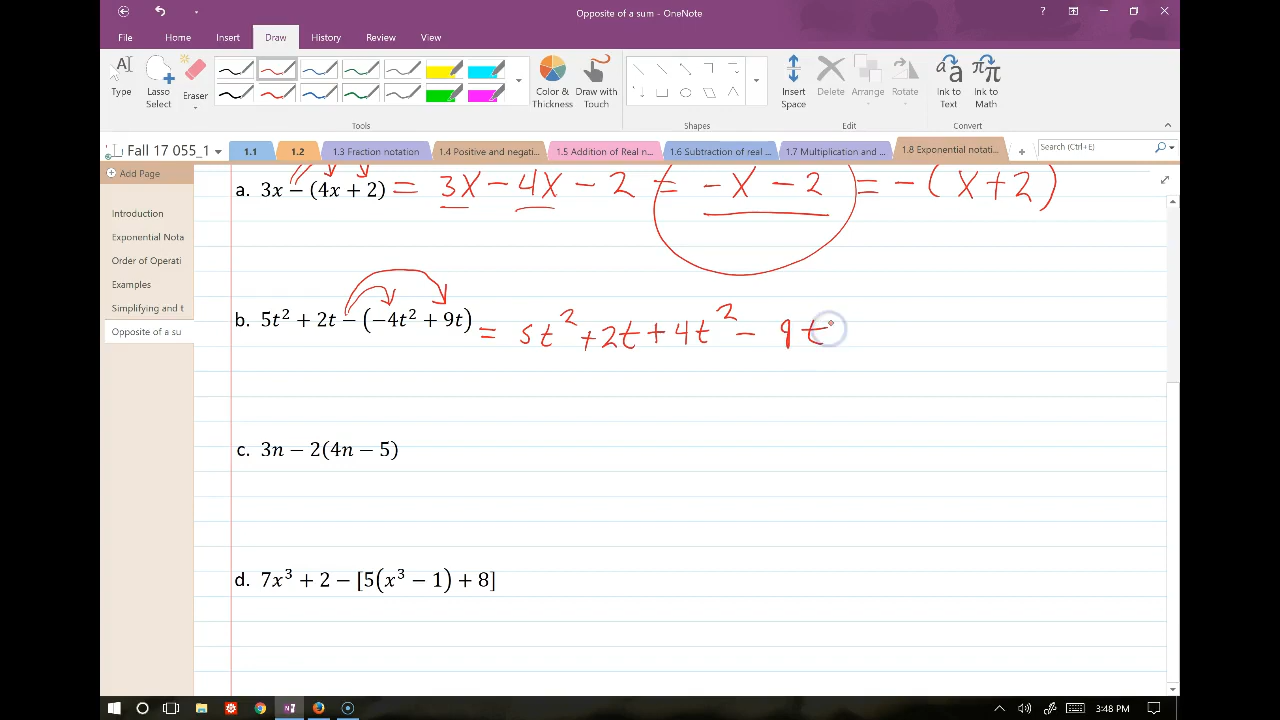 Opposite of a sum - OneNote
File Home Insert Draw History Review View
Type Lasso Select Eraser Color & Thickness Draw with Touch Insert Space Delete Arrange Rotate Ink to Text Ink to Math
Tools Shapes Edit Convert
Fall 17 055_1 1.1 1.2 1.3 Fraction notation 1.4 Positive and negati... 1.5 Addition of Real n... 1.6 Subtraction of real ... 1.7 Multiplication and ... 1.8 Exponential notati... Search (Ctrl+E)
Add Page
Introduction
Exponential Nota
Order of Operati
Examples
Simplifying and t
Opposite of a su
a. 3x − (4x + 2) = 3X − 4X − 2 = −X − 2 = −(X+2)
b. 5t² + 2t − (−4t² + 9t) = 5t² + 2t + 4t² − 9t
c. 3n − 2(4n − 5)
d. 7x³ + 2 − [5(x³ − 1) + 8]
3:48 PM